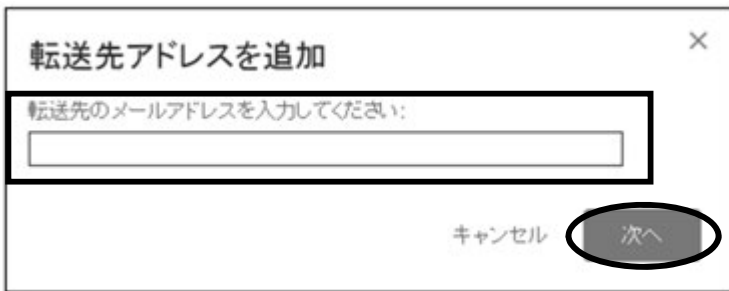 転送先アドレスを追加
×
転送先のメールアドレスを入力してください:
キャンセル
次へ